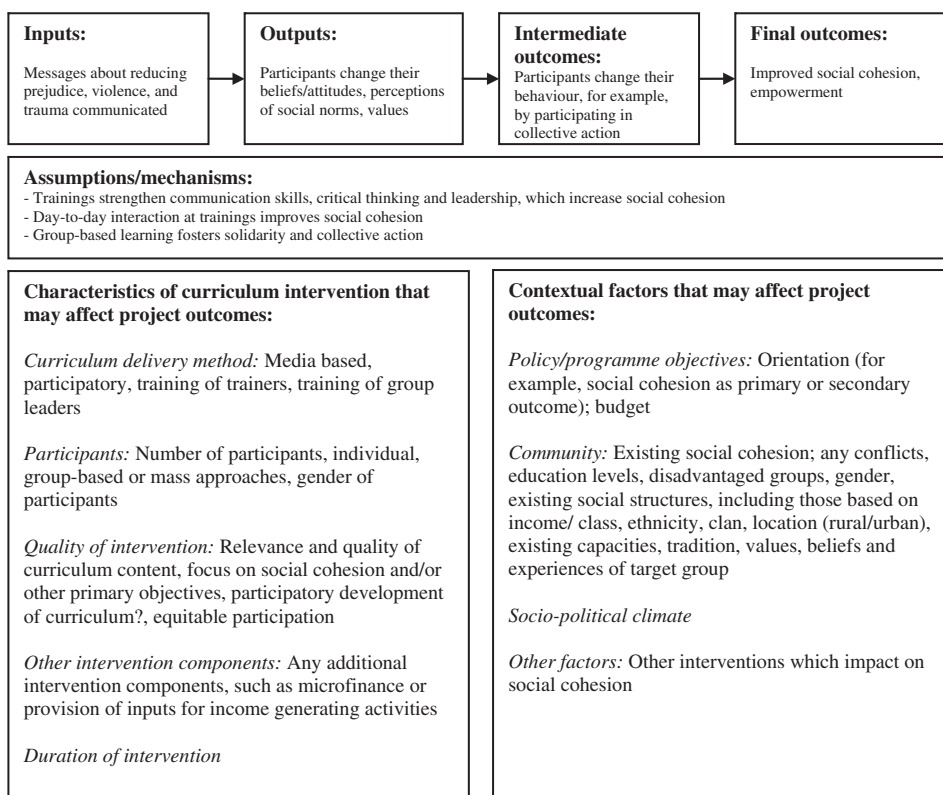 Inputs:
Messages about reducing
prejudice, violence, and
trauma communicated
Outputs:
Participants change their
beliefs/attitudes, perceptions
of social norms, values
Intermediate
outcomes:
Participants change their
behaviour, for example,
by participating in
collective action
Final outcomes:
Improved social cohesion,
empowerment
Assumptions/mechanisms:
- Trainings strengthen communication skills, critical thinking and leadership, which increase social cohesion
- Day-to-day interaction at trainings improves social cohesion
- Group-based learning fosters solidarity and collective action
Characteristics of curriculum intervention that
may affect project outcomes:
Curriculum delivery method: Media based,
participatory, training of trainers, training of group
leaders
Participants: Number of participants, individual,
group-based or mass approaches, gender of
participants
Quality of intervention: Relevance and quality of
curriculum content, focus on social cohesion and/or
other primary objectives, participatory development
of curriculum?, equitable participation
Other intervention components: Any additional
intervention components, such as microfinance or
provision of inputs for income generating activities
Duration of intervention
Contextual factors that may affect project
outcomes:
Policy/programme objectives: Orientation (for
example, social cohesion as primary or secondary
outcome); budget
Community: Existing social cohesion; any conflicts,
education levels, disadvantaged groups, gender,
existing social structures, including those based on
income/ class, ethnicity, clan, location (rural/urban),
existing capacities, tradition, values, beliefs and
experiences of target group
Socio-political climate
Other factors: Other interventions which impact on
social cohesion